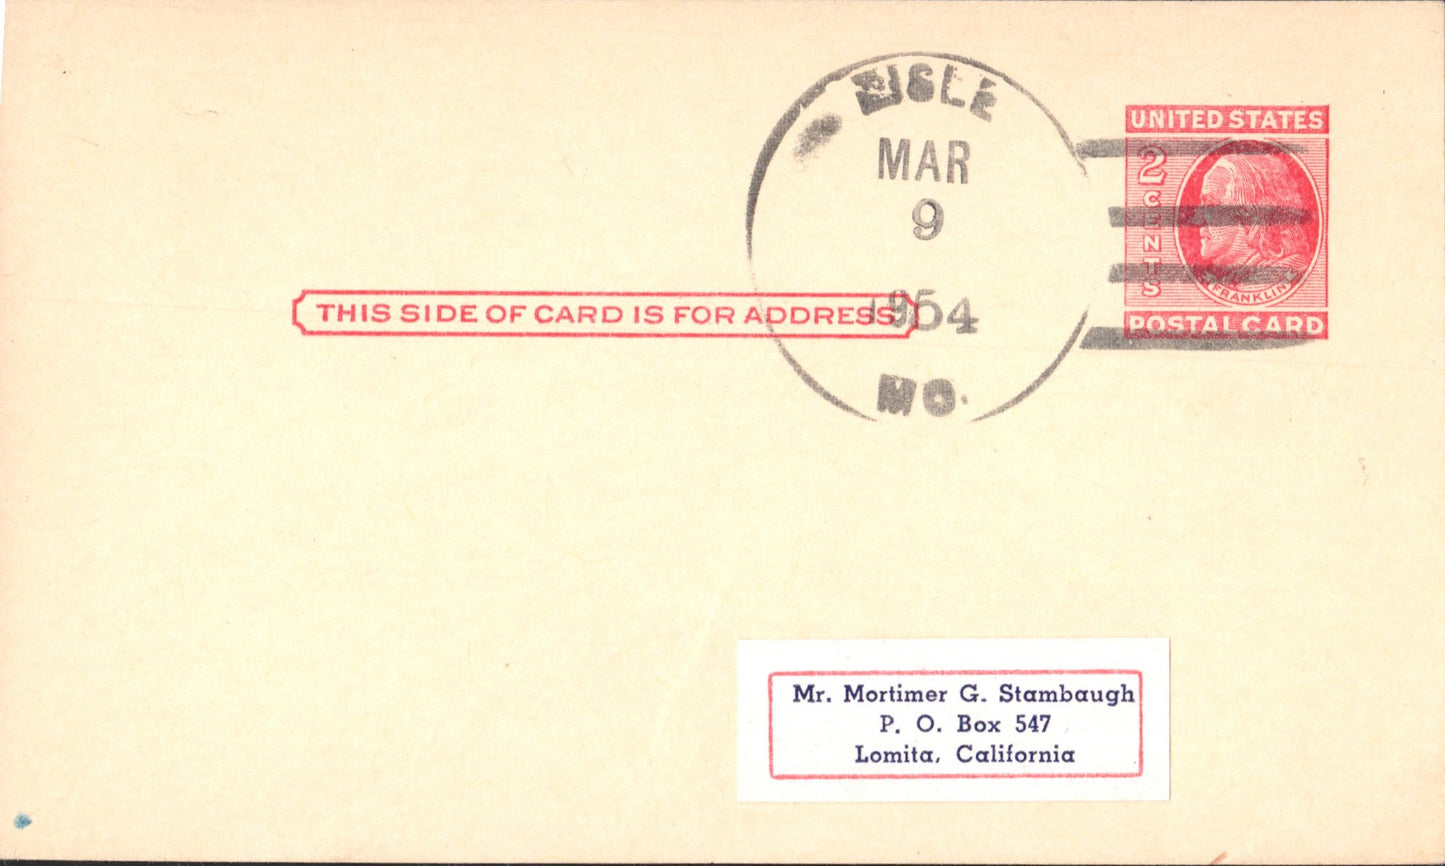 MAR
9
1954
MO.
UNITED STATES
2 CENTS
FRANKLIN
POSTAL CARD
THIS SIDE OF CARD IS FOR ADDRESS
Mr. Mortimer G. Stambaugh
P. O. Box 547
Lomita, California